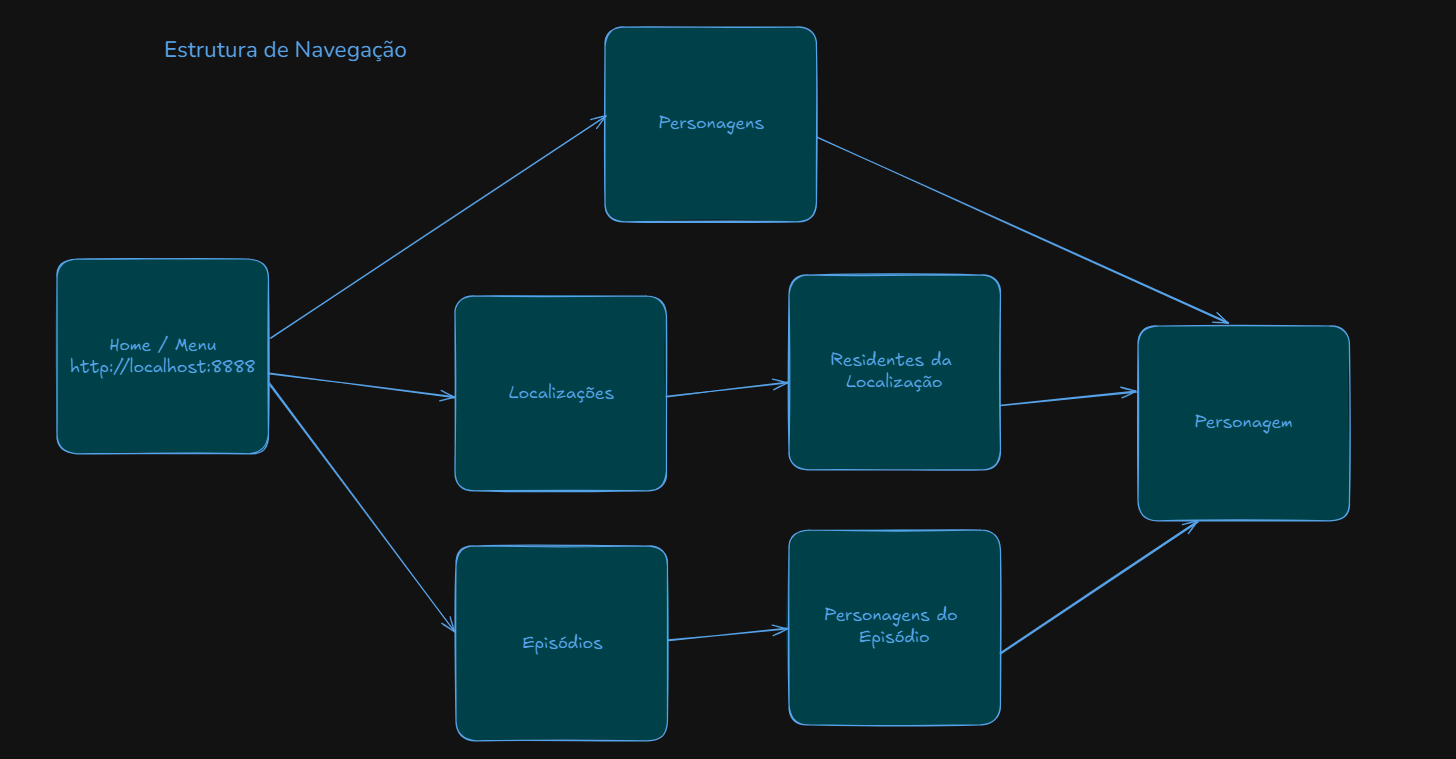 Estrutura de Navegação
Personagens
Home / Menu
http://localhost:8888
Localizações
Residentes da
Localização
Personagem
Episódios
Personagens do
Episódio